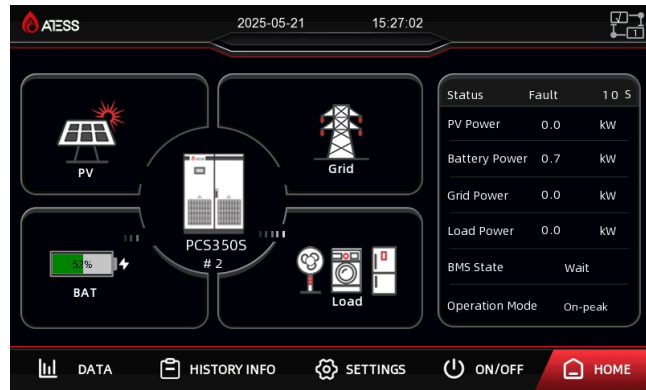 ATESS 2025-05-21 15:27:02
1
Status Fault 10 S
PV Power 0.0 kW
Battery Power 0.7 kW
Grid Power 0.0 kW
Load Power 0.0 kW
BMS State Wait
Operation Mode On-peak
PV
Grid
PCS350S
# 2
52%
BAT
Load
DATA HISTORY INFO SETTINGS ON/OFF HOME